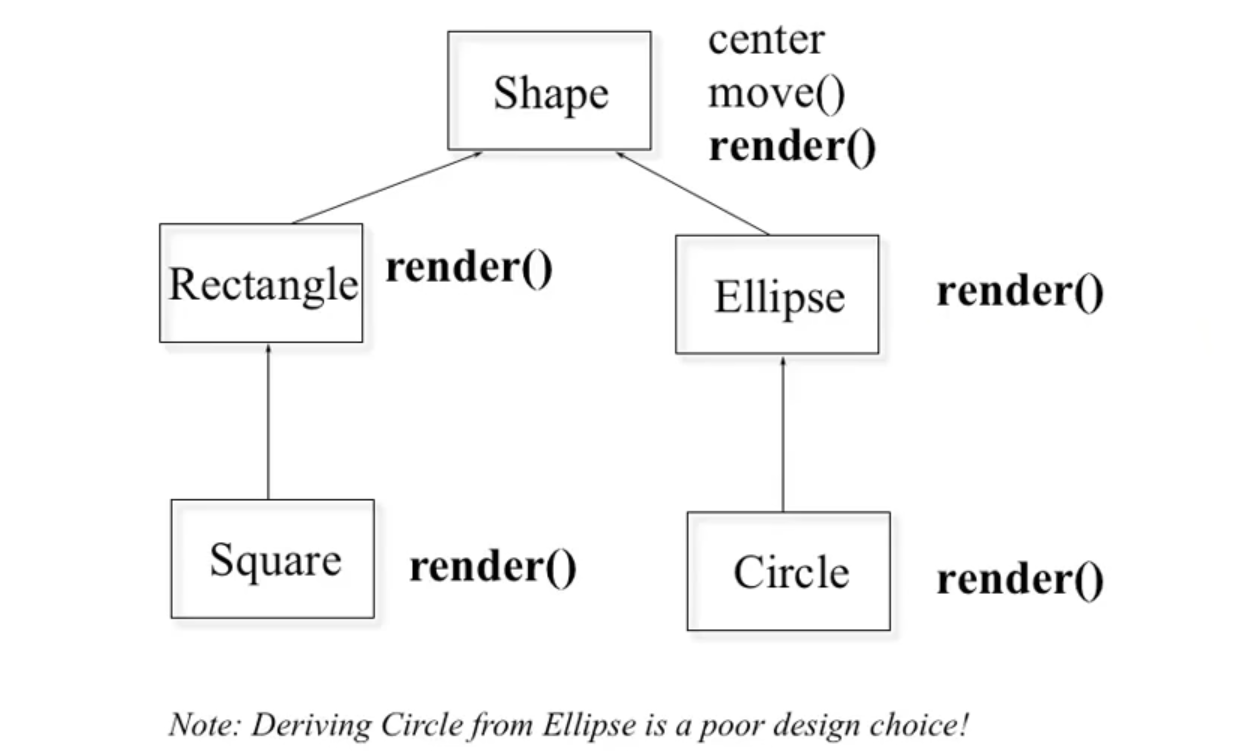 Shape
center
move()
render()
Rectangle
render()
Ellipse
render()
Square
render()
Circle
render()
Note: Deriving Circle from Ellipse is a poor design choice!